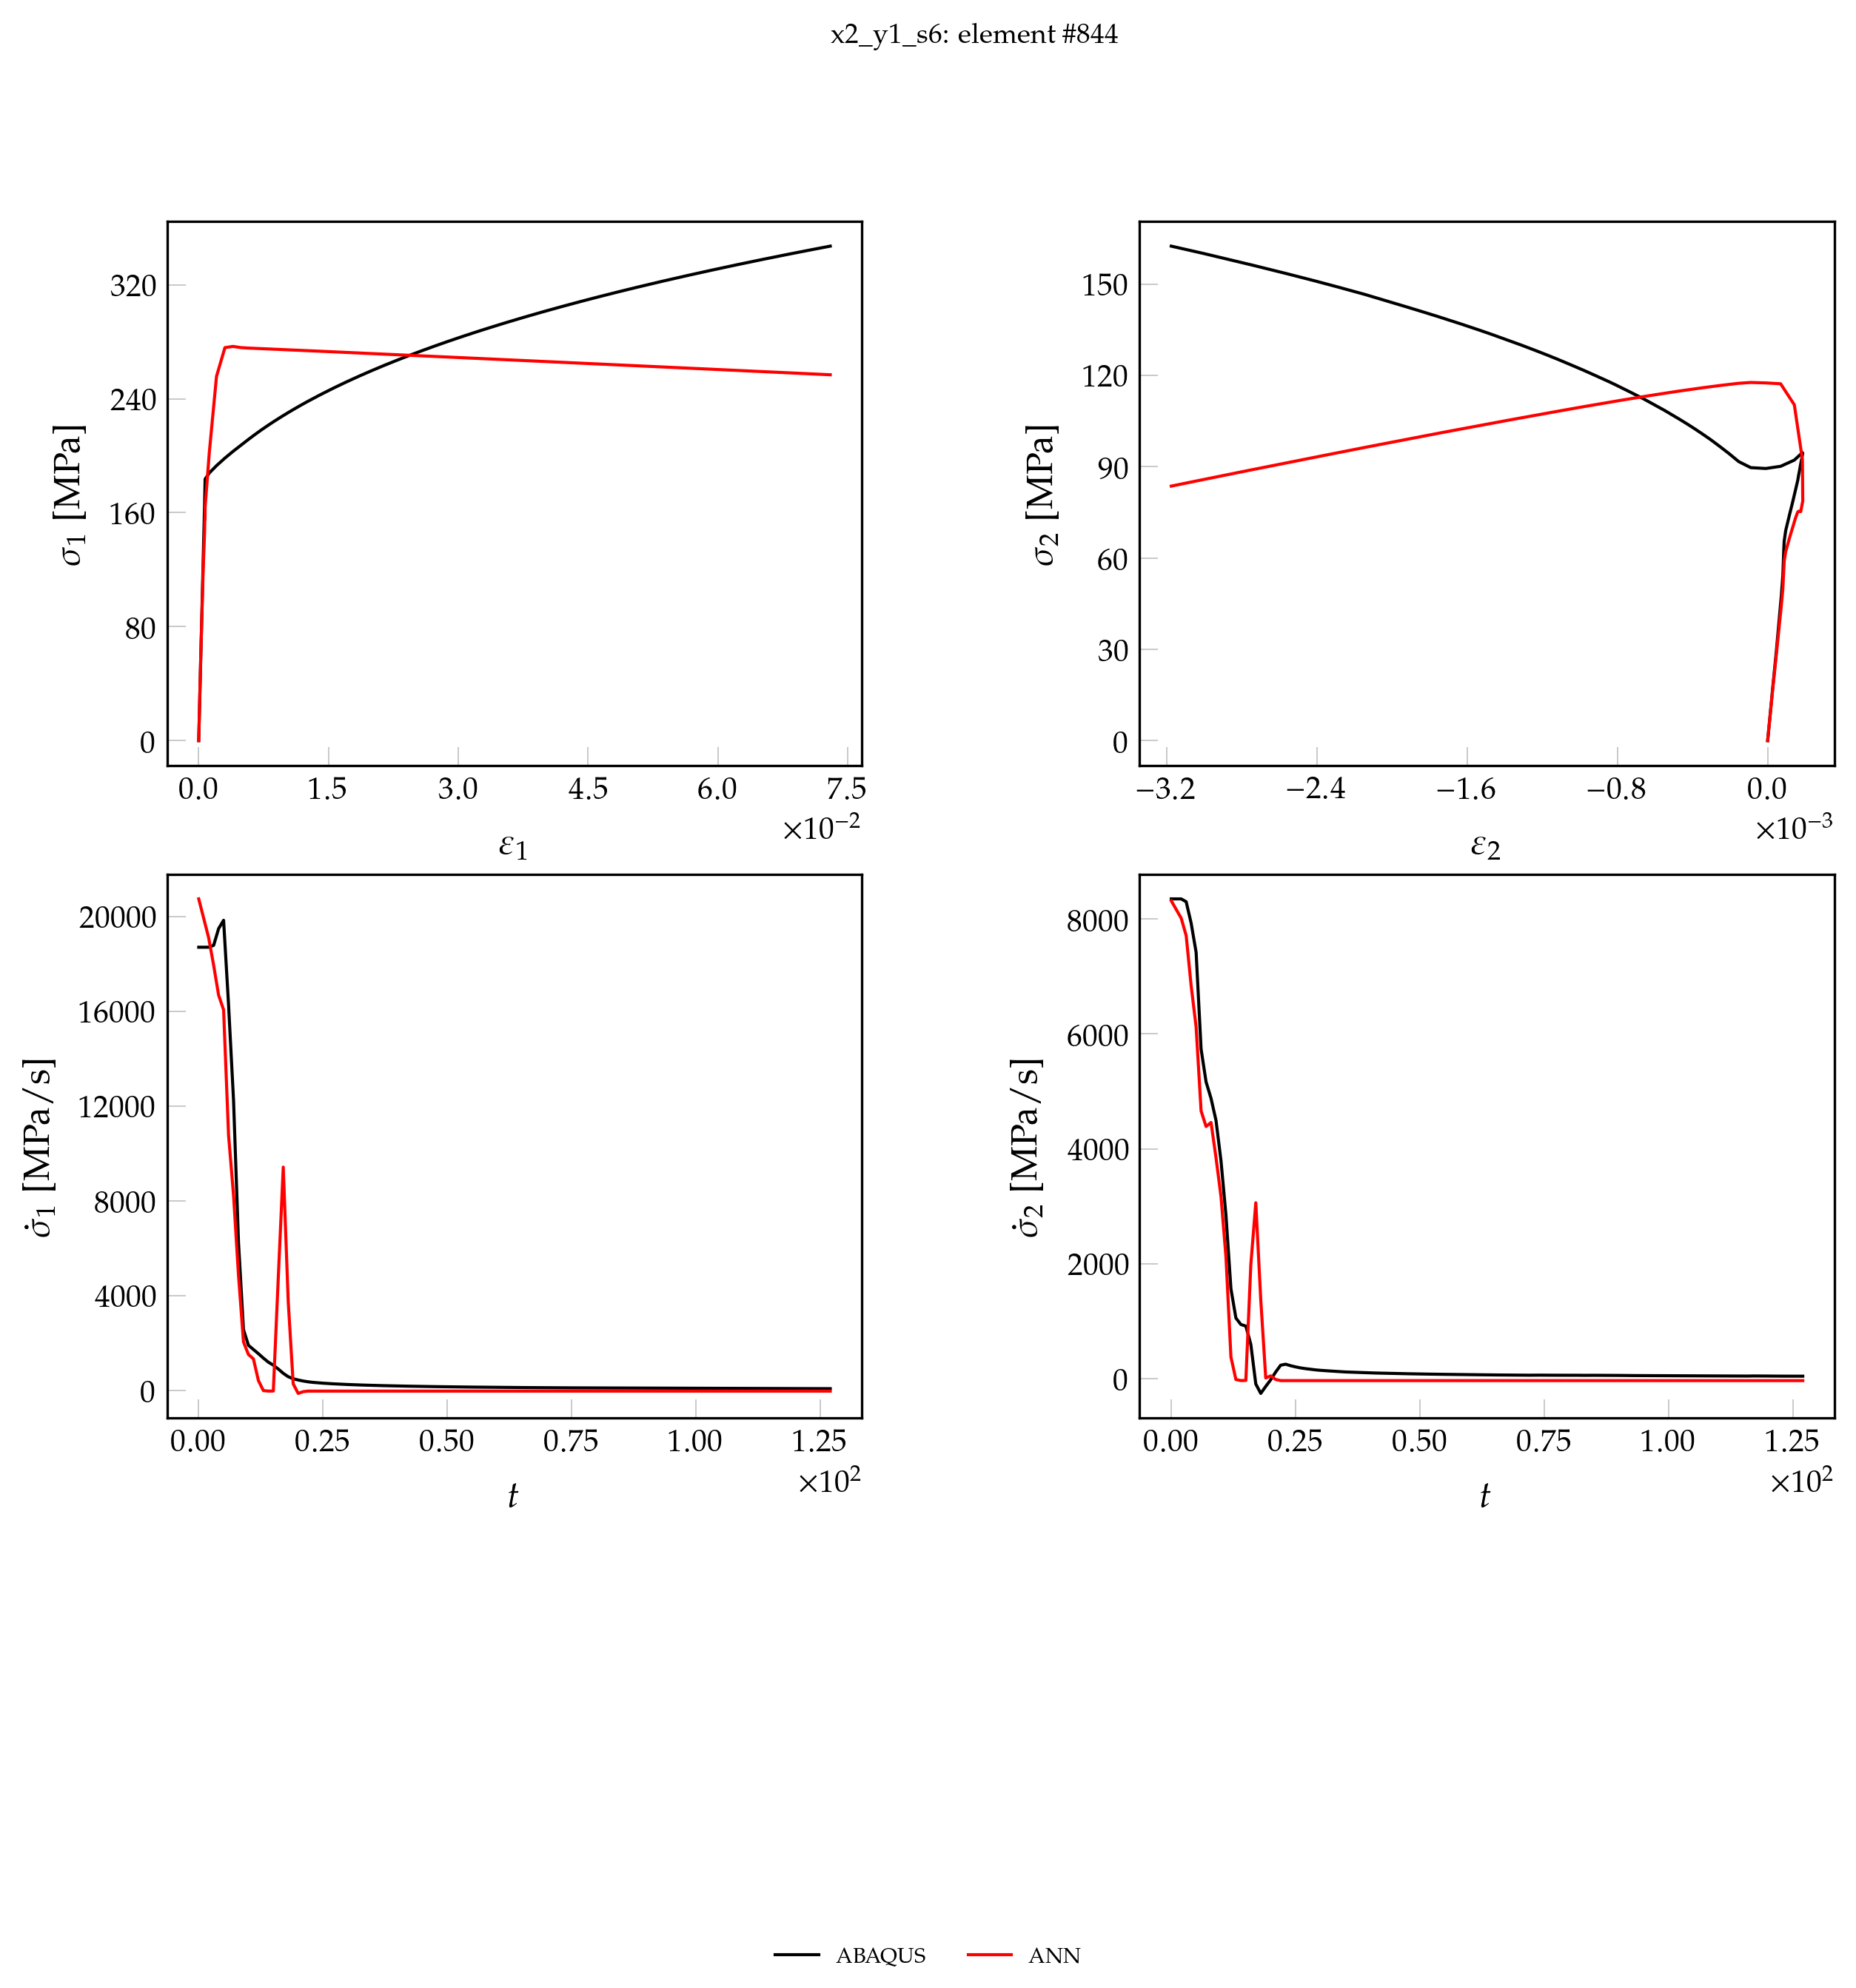 x2_y1_s6: element #844
320
240
160
80
0
σ1 [MPa]
0.0 1.5 3.0 4.5 6.0 7.5
×10−2
ε1
150
120
90
60
30
0
σ2 [MPa]
−3.2 −2.4 −1.6 −0.8 0.0
×10−3
ε2
20000
16000
12000
8000
4000
0
σ̇1 [MPa/s]
0.00 0.25 0.50 0.75 1.00 1.25
×102
t
8000
6000
4000
2000
0
σ̇2 [MPa/s]
0.00 0.25 0.50 0.75 1.00 1.25
×102
t
ABAQUS ANN